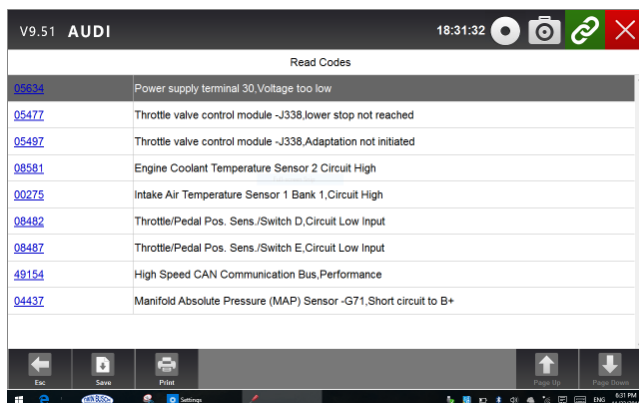 V9.51 AUDI 18:31:32
Read Codes
05634 Power supply terminal 30,Voltage too low
05477 Throttle valve control module -J338,lower stop not reached
05497 Throttle valve control module -J338,Adaptation not initiated
08581 Engine Coolant Temperature Sensor 2 Circuit High
00275 Intake Air Temperature Sensor 1 Bank 1,Circuit High
08482 Throttle/Pedal Pos. Sens./Switch D,Circuit Low Input
08487 Throttle/Pedal Pos. Sens./Switch E,Circuit Low Input
49154 High Speed CAN Communication Bus,Performance
04437 Manifold Absolute Pressure (MAP) Sensor -G71,Short circuit to B+
Esc Save Print Page Up Page Down
Settings ENG 6:31 PM